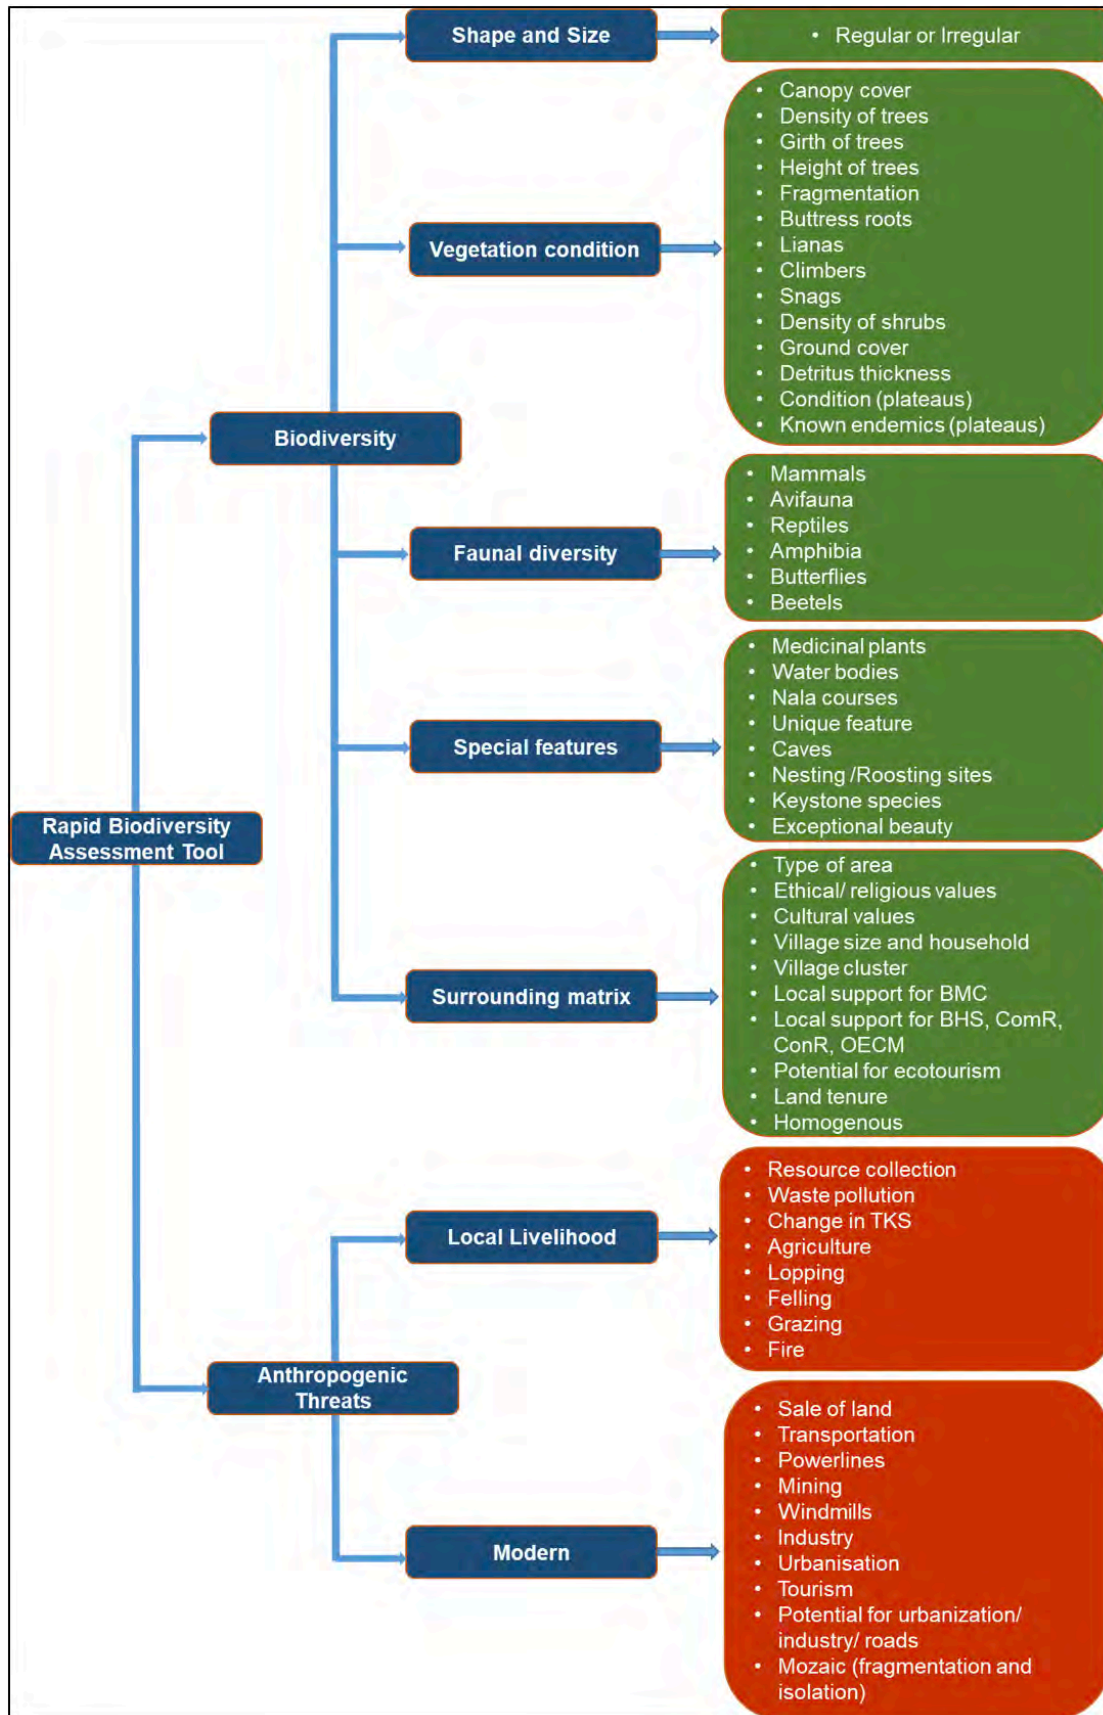 Shape and Size
• Regular or Irregular
• Canopy cover
• Density of trees
• Girth of trees
• Height of trees
• Fragmentation
• Buttress roots
• Lianas
• Climbers
• Snags
• Density of shrubs
• Ground cover
• Detritus thickness
• Condition (plateaus)
• Known endemics (plateaus)
Vegetation condition
Biodiversity
• Mammals
• Avifauna
• Reptiles
• Amphibia
• Butterflies
• Beetels
Faunal diversity
• Medicinal plants
• Water bodies
• Nala courses
• Unique feature
• Caves
• Nesting /Roosting sites
• Keystone species
• Exceptional beauty
Special features
Rapid Biodiversity
Assessment Tool
• Type of area
• Ethical/ religious values
• Cultural values
• Village size and household
• Village cluster
• Local support for BMC
• Local support for BHS, ComR,
ConR, OECM
• Potential for ecotourism
• Land tenure
• Homogenous
Surrounding matrix
• Resource collection
• Waste pollution
• Change in TKS
• Agriculture
• Lopping
• Felling
• Grazing
• Fire
Local Livelihood
Anthropogenic
Threats
• Sale of land
• Transportation
• Powerlines
• Mining
• Windmills
• Industry
• Urbanisation
• Tourism
• Potential for urbanization/
industry/ roads
• Mozaic (fragmentation and
isolation)
Modern